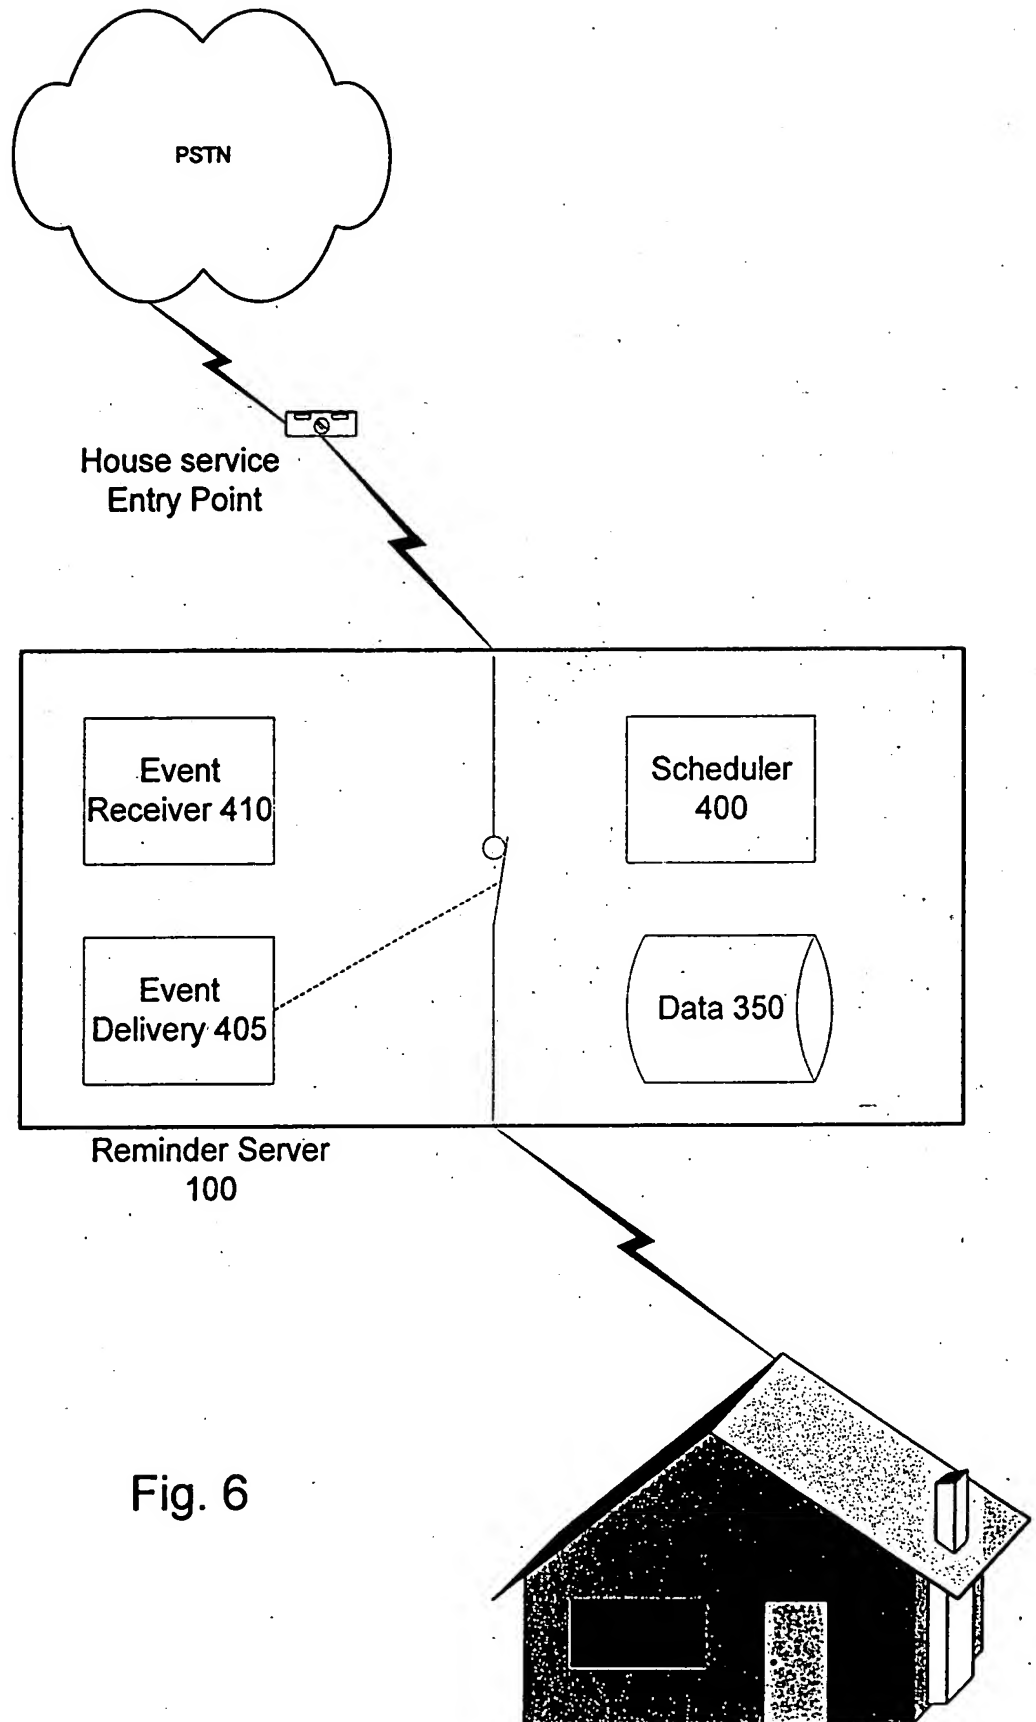 PSTN
House service
Entry Point
Event
Receiver 410
Scheduler
400
Event
Delivery 405
Data 350
Reminder Server
100
Fig. 6